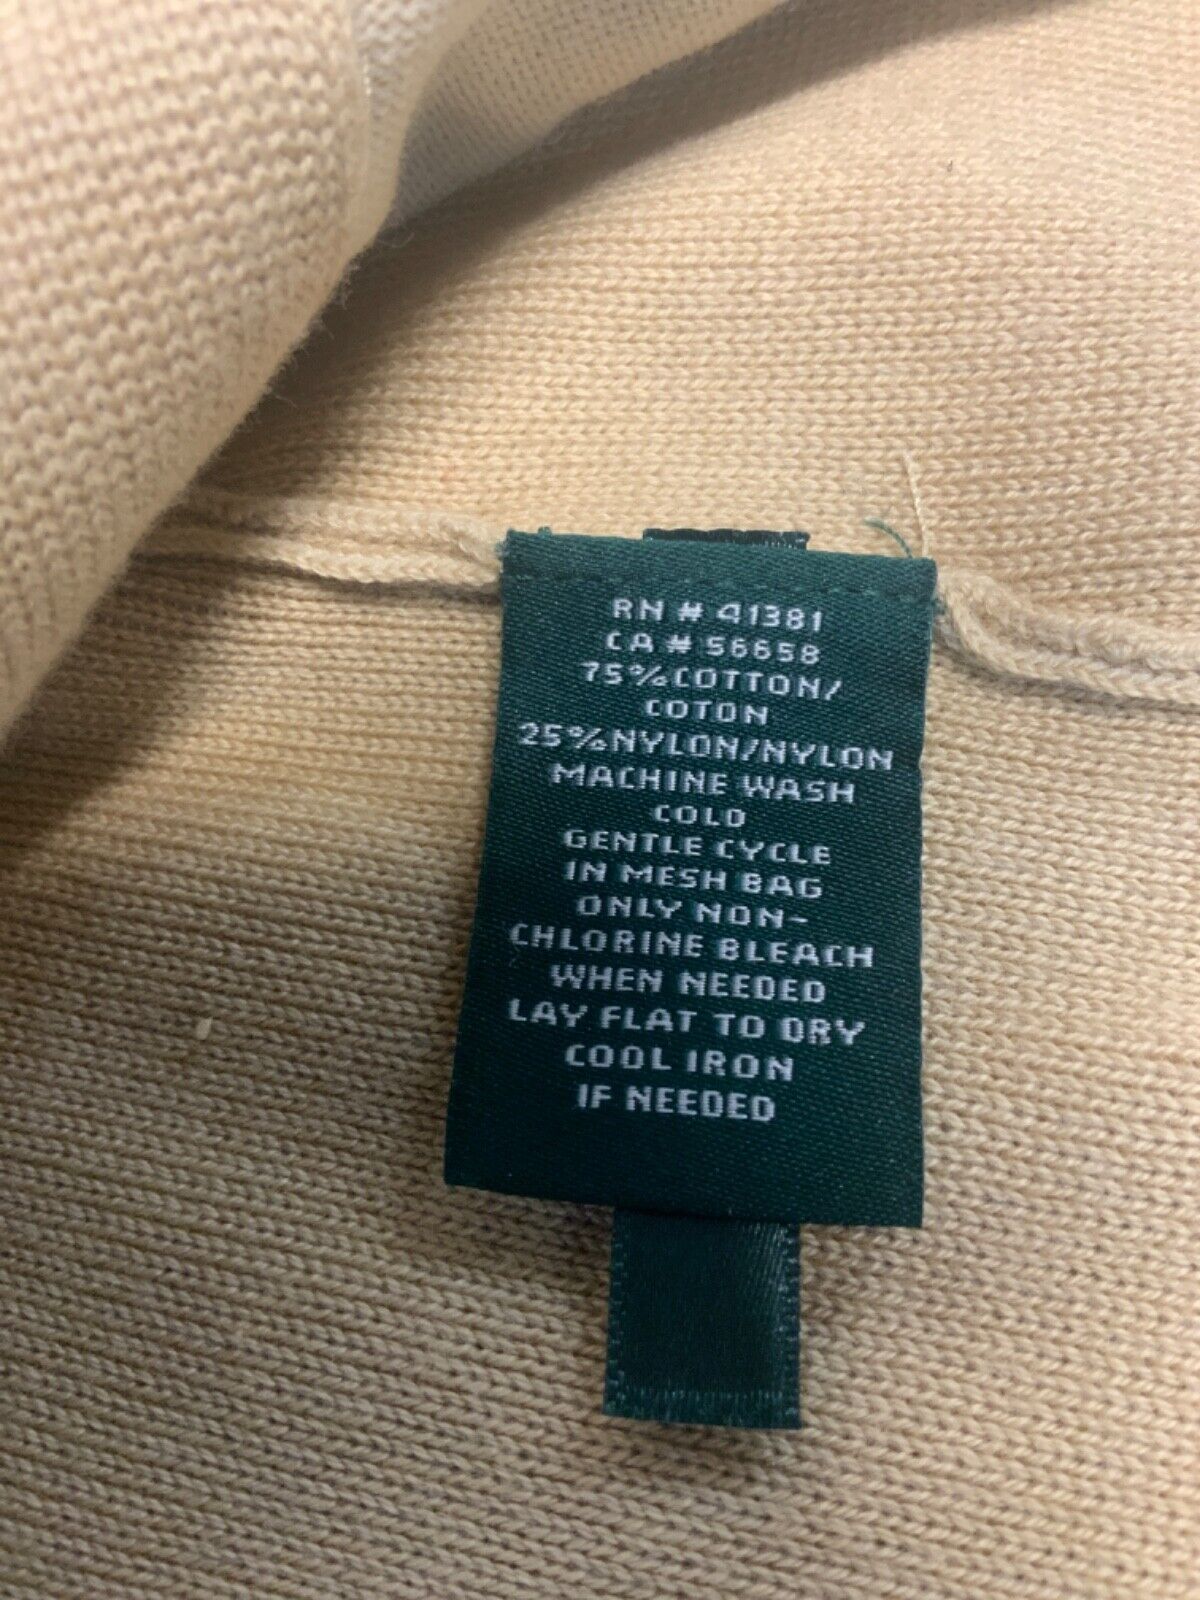 RN # 41381
CA # 56658
75%COTTON/
COTON
25%NYLON/NYLON
MACHINE WASH
COLD
GENTLE CYCLE
IN MESH BAG
ONLY NON-
CHLORINE BLEACH
WHEN NEEDED
LAY FLAT TO DRY
COOL IRON
IF NEEDED